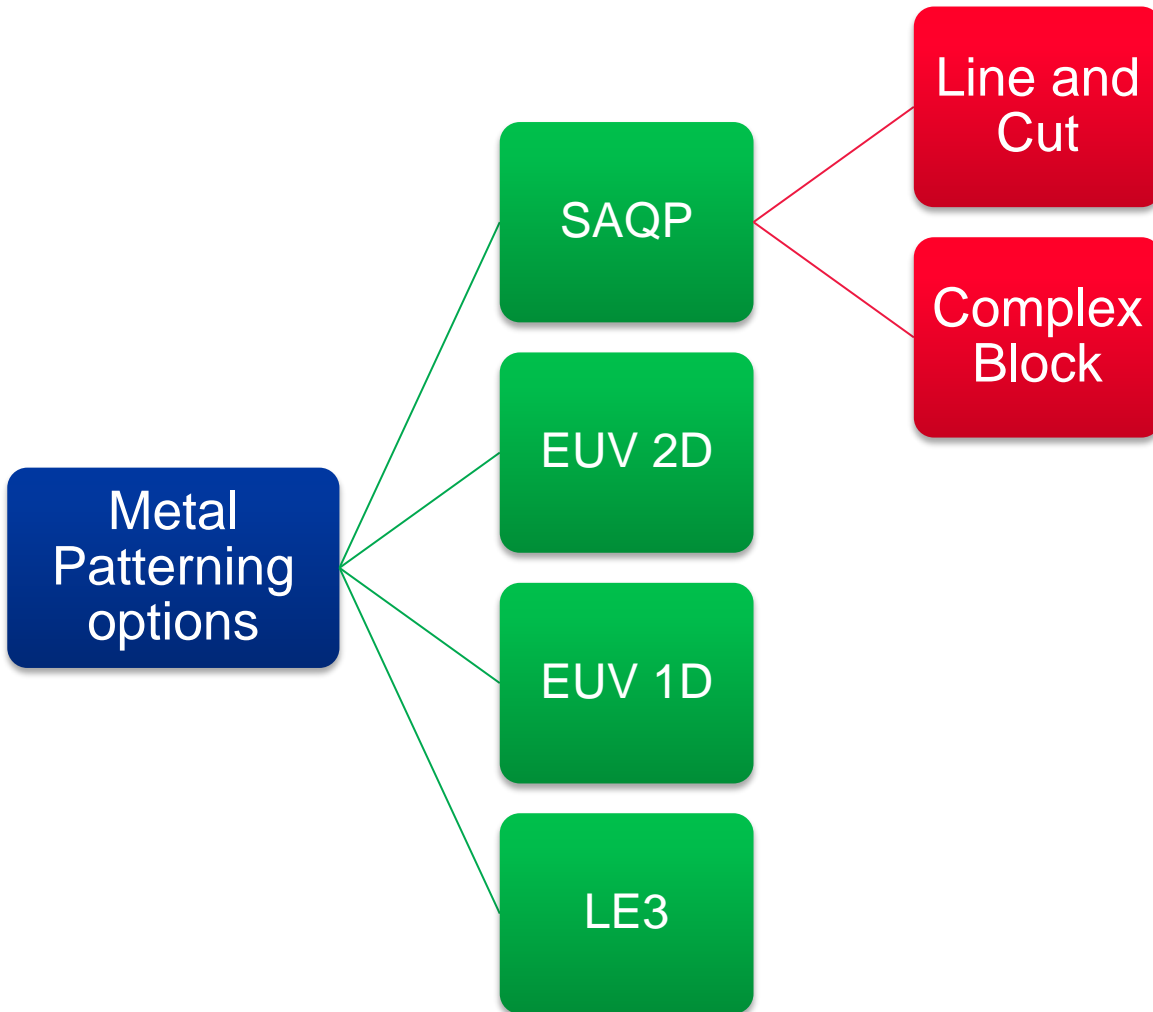 Metal
Patterning
options
SAQP
EUV 2D
EUV 1D
LE3
Line and
Cut
Complex
Block